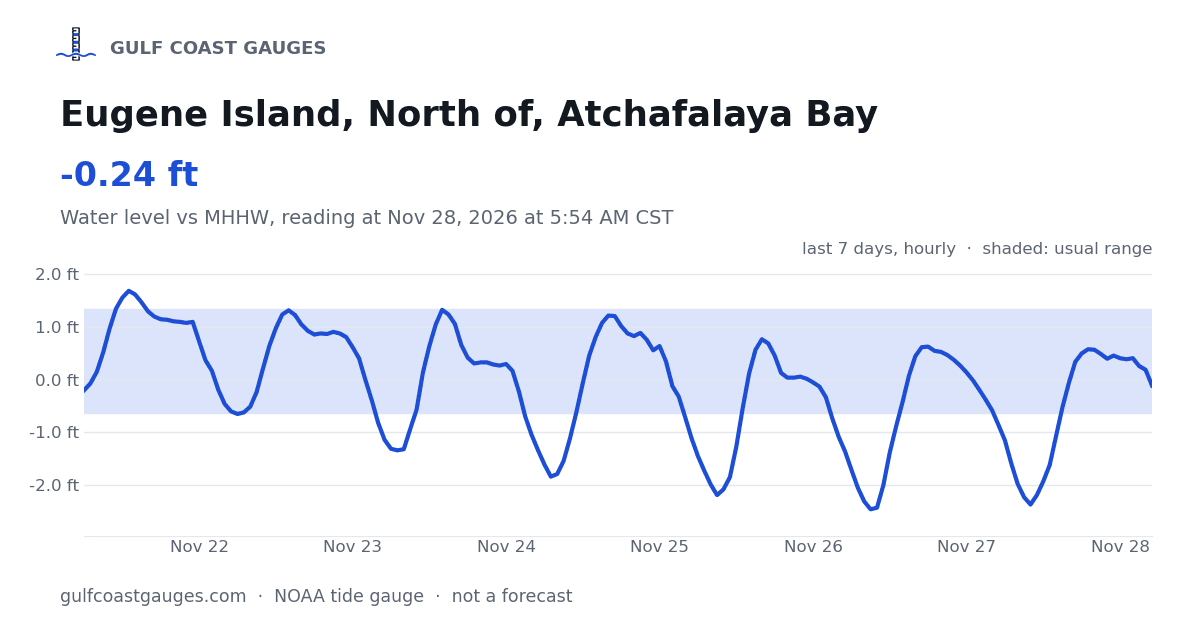 GULF COAST GAUGES
Eugene Island, North of, Atchafalaya Bay
-0.24 ft
Water level vs MHHW, reading at Nov 28, 2026 at 5:54 AM CST
last 7 days, hourly · shaded: usual range
2.0 ft
1.0 ft
0.0 ft
-1.0 ft
-2.0 ft
Nov 22 Nov 23 Nov 24 Nov 25 Nov 26 Nov 27 Nov 28
gulfcoastgauges.com · NOAA tide gauge · not a forecast